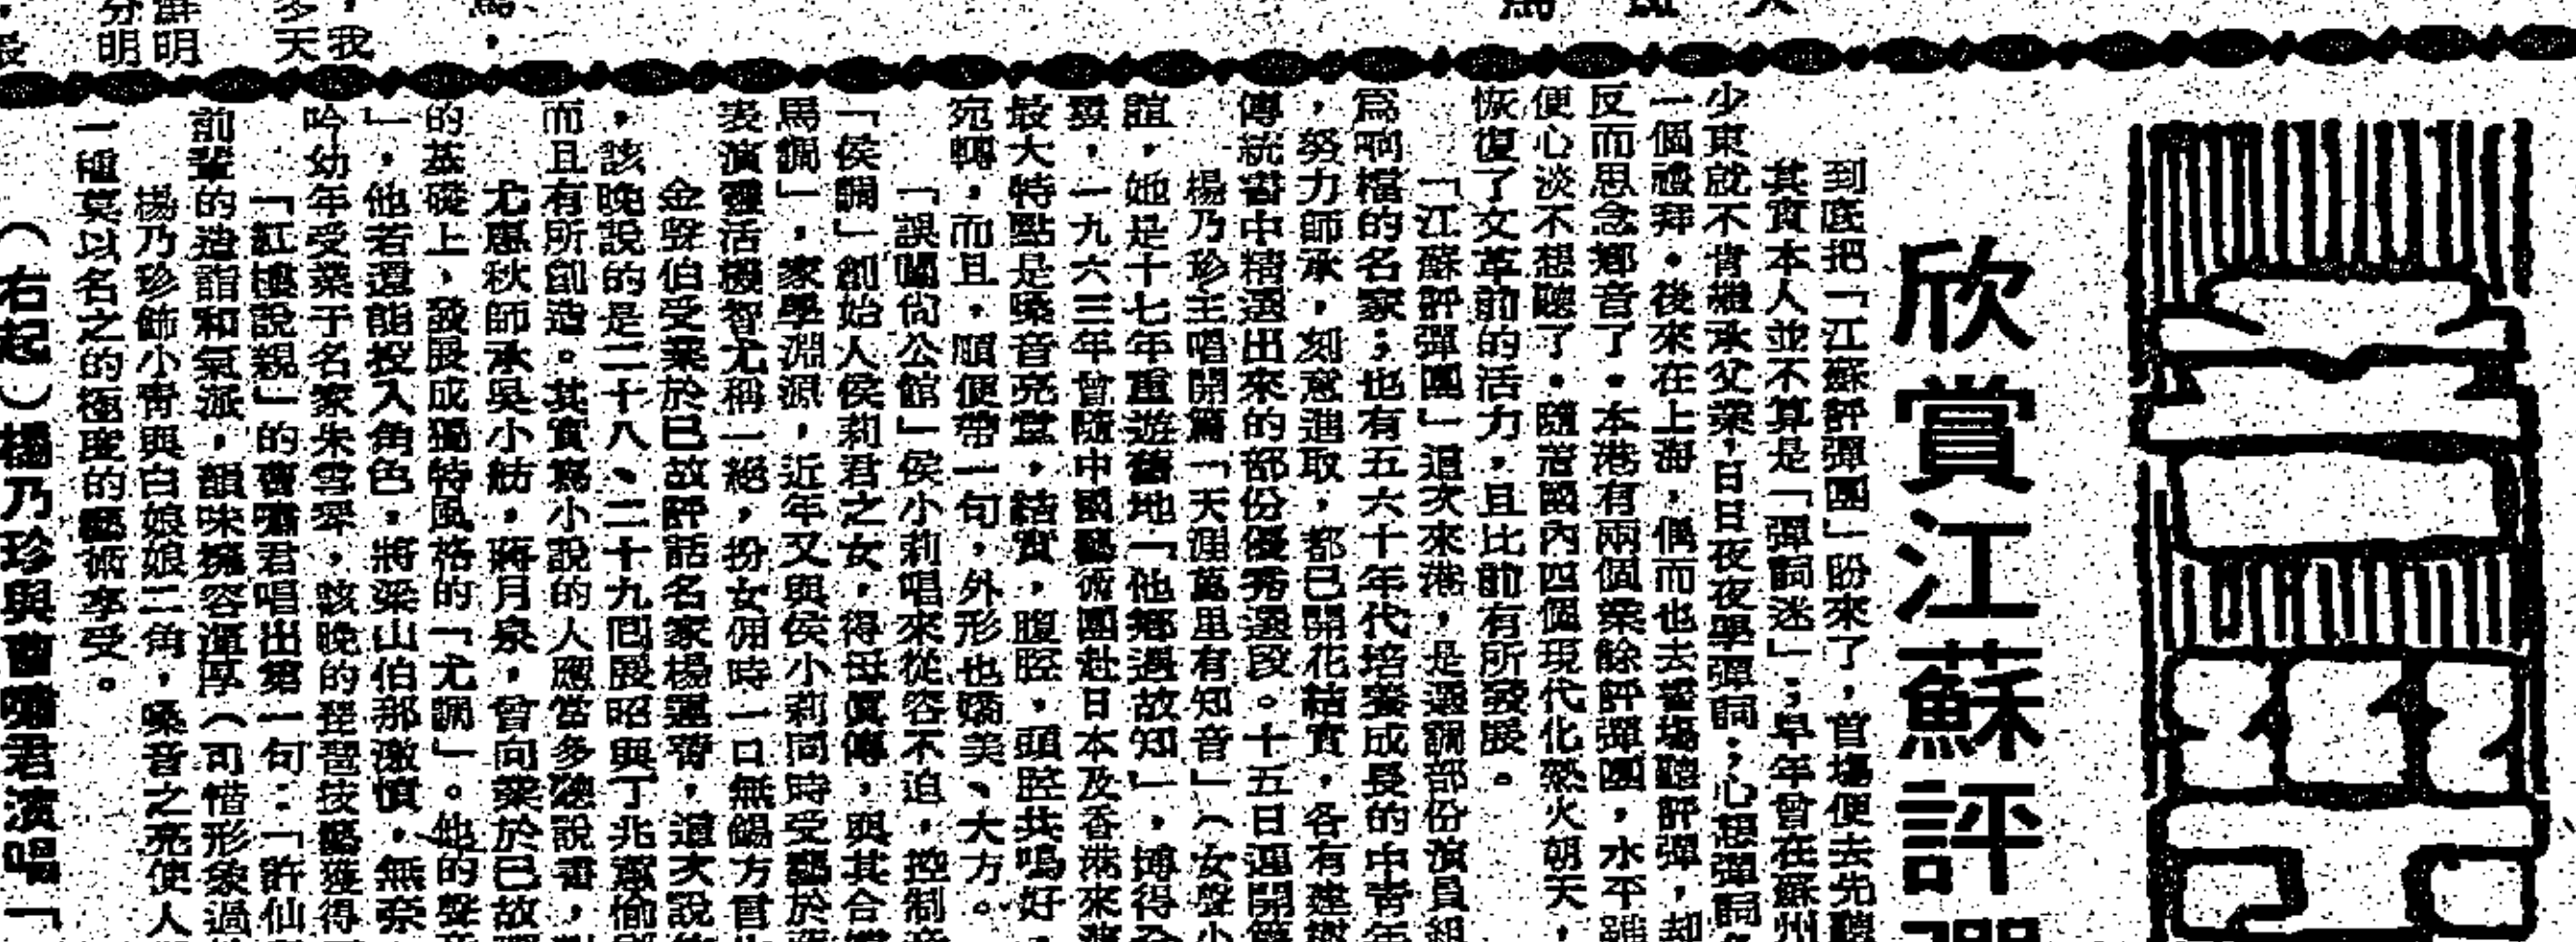 欣賞江蘇評
到底把「江蘇評彈團」盼來了，首場便去先聽
其實本人並不算是「彈詞迷」；早年曾在蘇州
少東就不肯繼承父業，日日夜夜學彈詞；心想彈詞
一個禮拜。後來在上海，偶而也去書場聽評彈，却
反而思念鄉音了。本港有兩個業餘評彈團，水平雖
便心淡不想聽了。隨着國內四個現代化熱火朝天，
恢復了文革前的活力，且比前有所發展。
「江蘇評彈團」這次來港，是選調部份演員組
爲响檔的名家；也有五六十年代培養成長的中青年
，努力師承，刻意進取，都已開花結實，各有建樹
傳統書中精選出來的部份優秀選段。十五日運開篇
楊乃珍主唱開篇「天涯萬里有知音」（女聲小
誼，她是十七年重遊舊地「他鄉遇故知」，博得全
，一九六三年曾隨中國藝術團赴日本及香港來演
最大特點是嗓音亮堂，結實，腹腔，頭腔共鳴好，
宛轉，而且，順便帶一句，外形也嬌美、大方。
「誤闖尚公館」侯小莉唱來從容不迫，控制音
「侯調」創始人侯莉君之女，得母眞傳，與其合
馬調」，家學淵源，近年又與侯小莉同時受藝於
表演靈活機智尤稱一絕，扮女佣時一口無錫方言
金聲伯受業於已故評話名家楊蓮青，這次說
，該晚說的是二十八、二十九回展昭與丁兆蕙偷
而且有所創造。其實寫小說的人應當多聽說書，
尤惠秋師承吳小舫，蔣月泉，曾向業於已故
的基礎上，發展成獨特風格的「尤調」。他的聲音
」，他若還能投入角色，將梁山伯那激憤，無奈
吟幼年受業于名家朱雪琴，該晚的琵琶技藝獲得
「紅樓說親」的曹嘯君唱出第一句：「許仙
前輩的造詣和氣派，韻味擁容渾厚（可惜形象過
楊乃珍飾小青與白娘娘二角，嗓音之亮使人
一種莫以名之的極度的藝術享受。
（右起）楊乃珍與曹嘯君演唱「